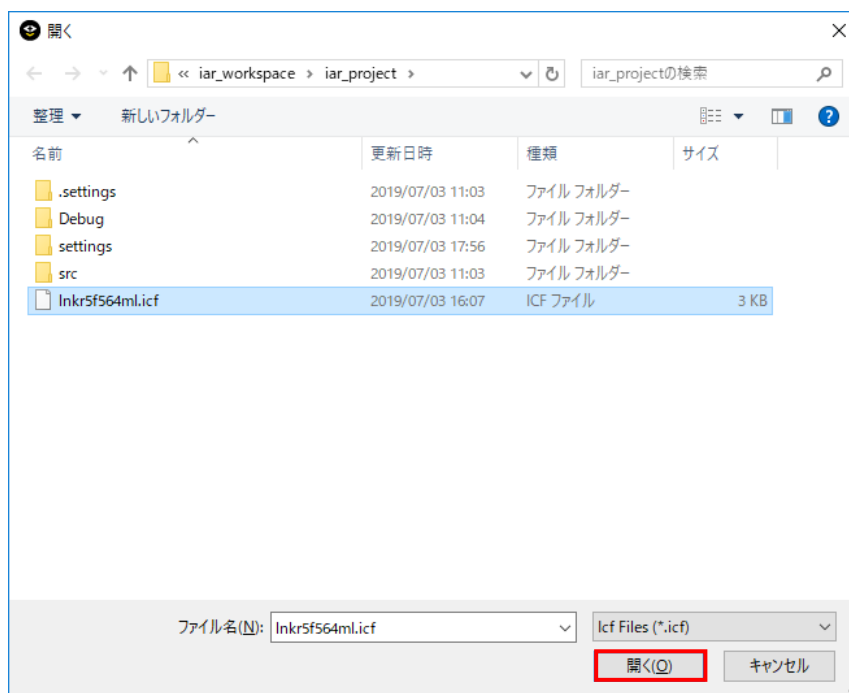 開く
« iar_workspace › iar_project ›
iar_projectの検索
整理 新しいフォルダー
名前 更新日時 種類 サイズ
.settings 2019/07/03 11:03 ファイル フォルダー
Debug 2019/07/03 11:04 ファイル フォルダー
settings 2019/07/03 17:56 ファイル フォルダー
src 2019/07/03 11:03 ファイル フォルダー
lnkr5f564ml.icf 2019/07/03 16:07 ICF ファイル 3 KB
ファイル名(N): lnkr5f564ml.icf Icf Files (*.icf)
開く(O) キャンセル